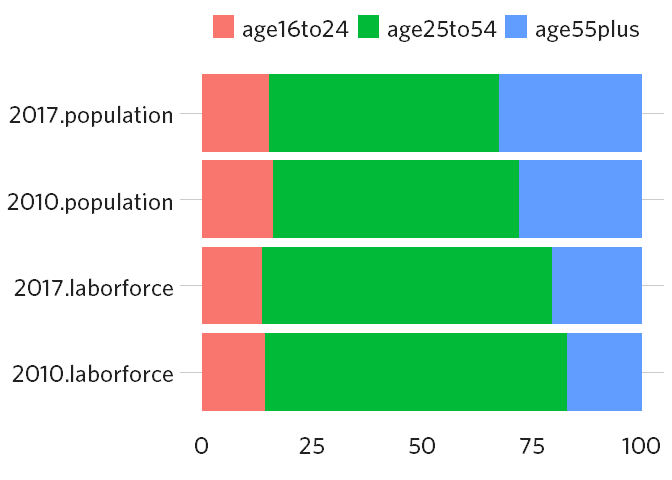 age16to24 age25to54 age55plus
2017.population
2010.population
2017.laborforce
2010.laborforce
0 25 50 75 100